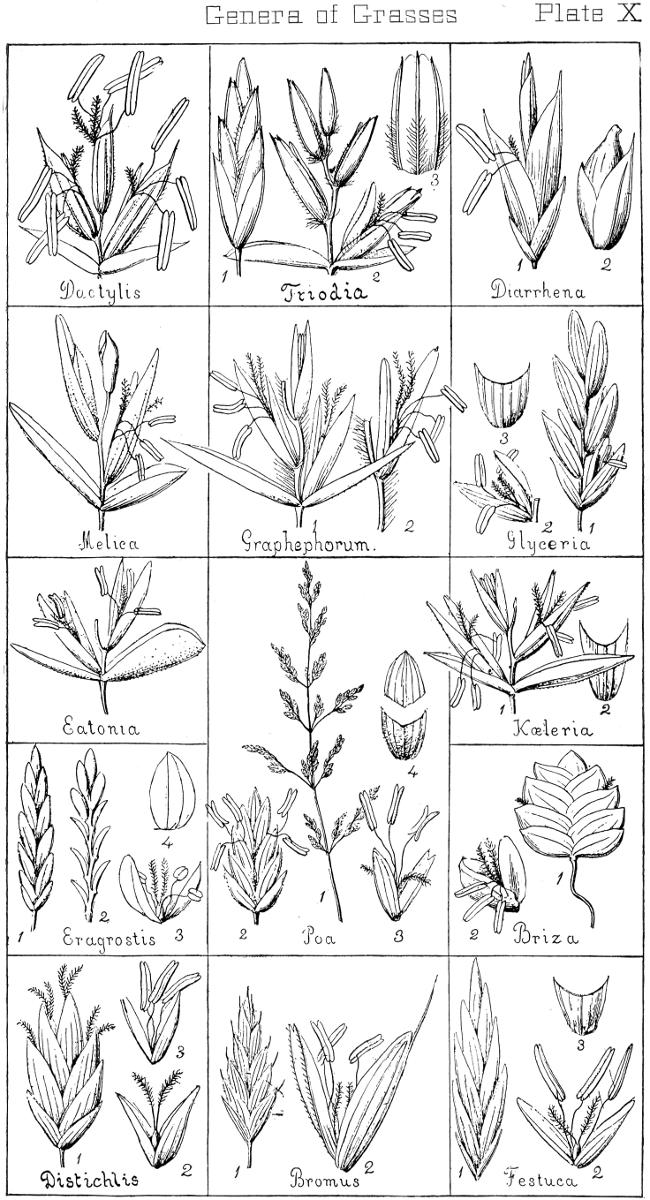 Genera of Grasses Plate X.
3
1 2 1 2
Dactylis Triodia Diarrhena
3
1 2 2 1
Melica Graphephorum. Glyceria
4
1 2
Eatonia Kœleria
4
1
1 2 3 2 1 3 2
Eragrostis Poa Briza
3 3
1 2 1 2 1 2
Distichlis Bromus Festuca